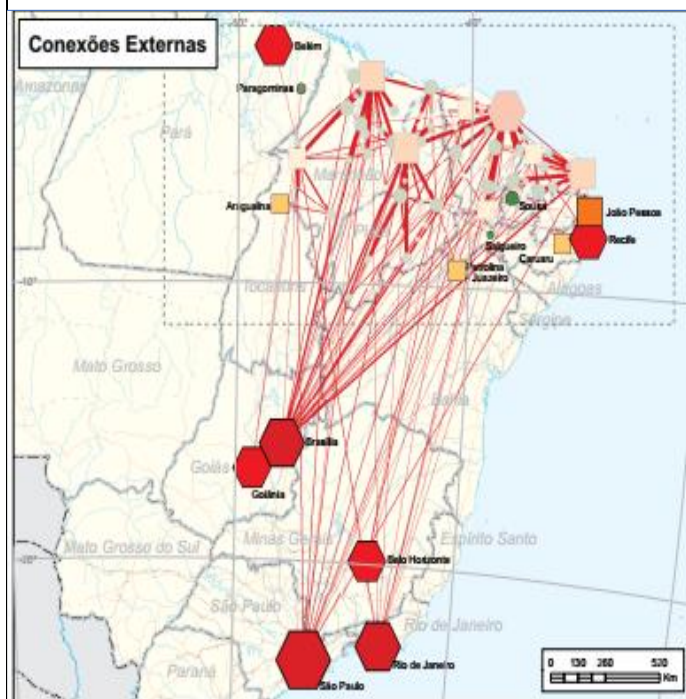 Conexões Externas
Belém
Amazonas
Paragominas
Pará
Maranhão
Araguaína
Sousa
João Pessoa
Salgueiro
Recife
Caruaru
Petrolina
Juazeiro
-10°
Tocantins
Alagoas
Sergipe
Mato Grosso
Bahia
Brasília
Goiás
Goiânia
Mato Grosso do Sul
Minas Gerais
Espírito Santo
Belo Horizonte
São Paulo
Rio de Janeiro
Rio de Janeiro
Paraná
São Paulo
0 130 260 520
Km